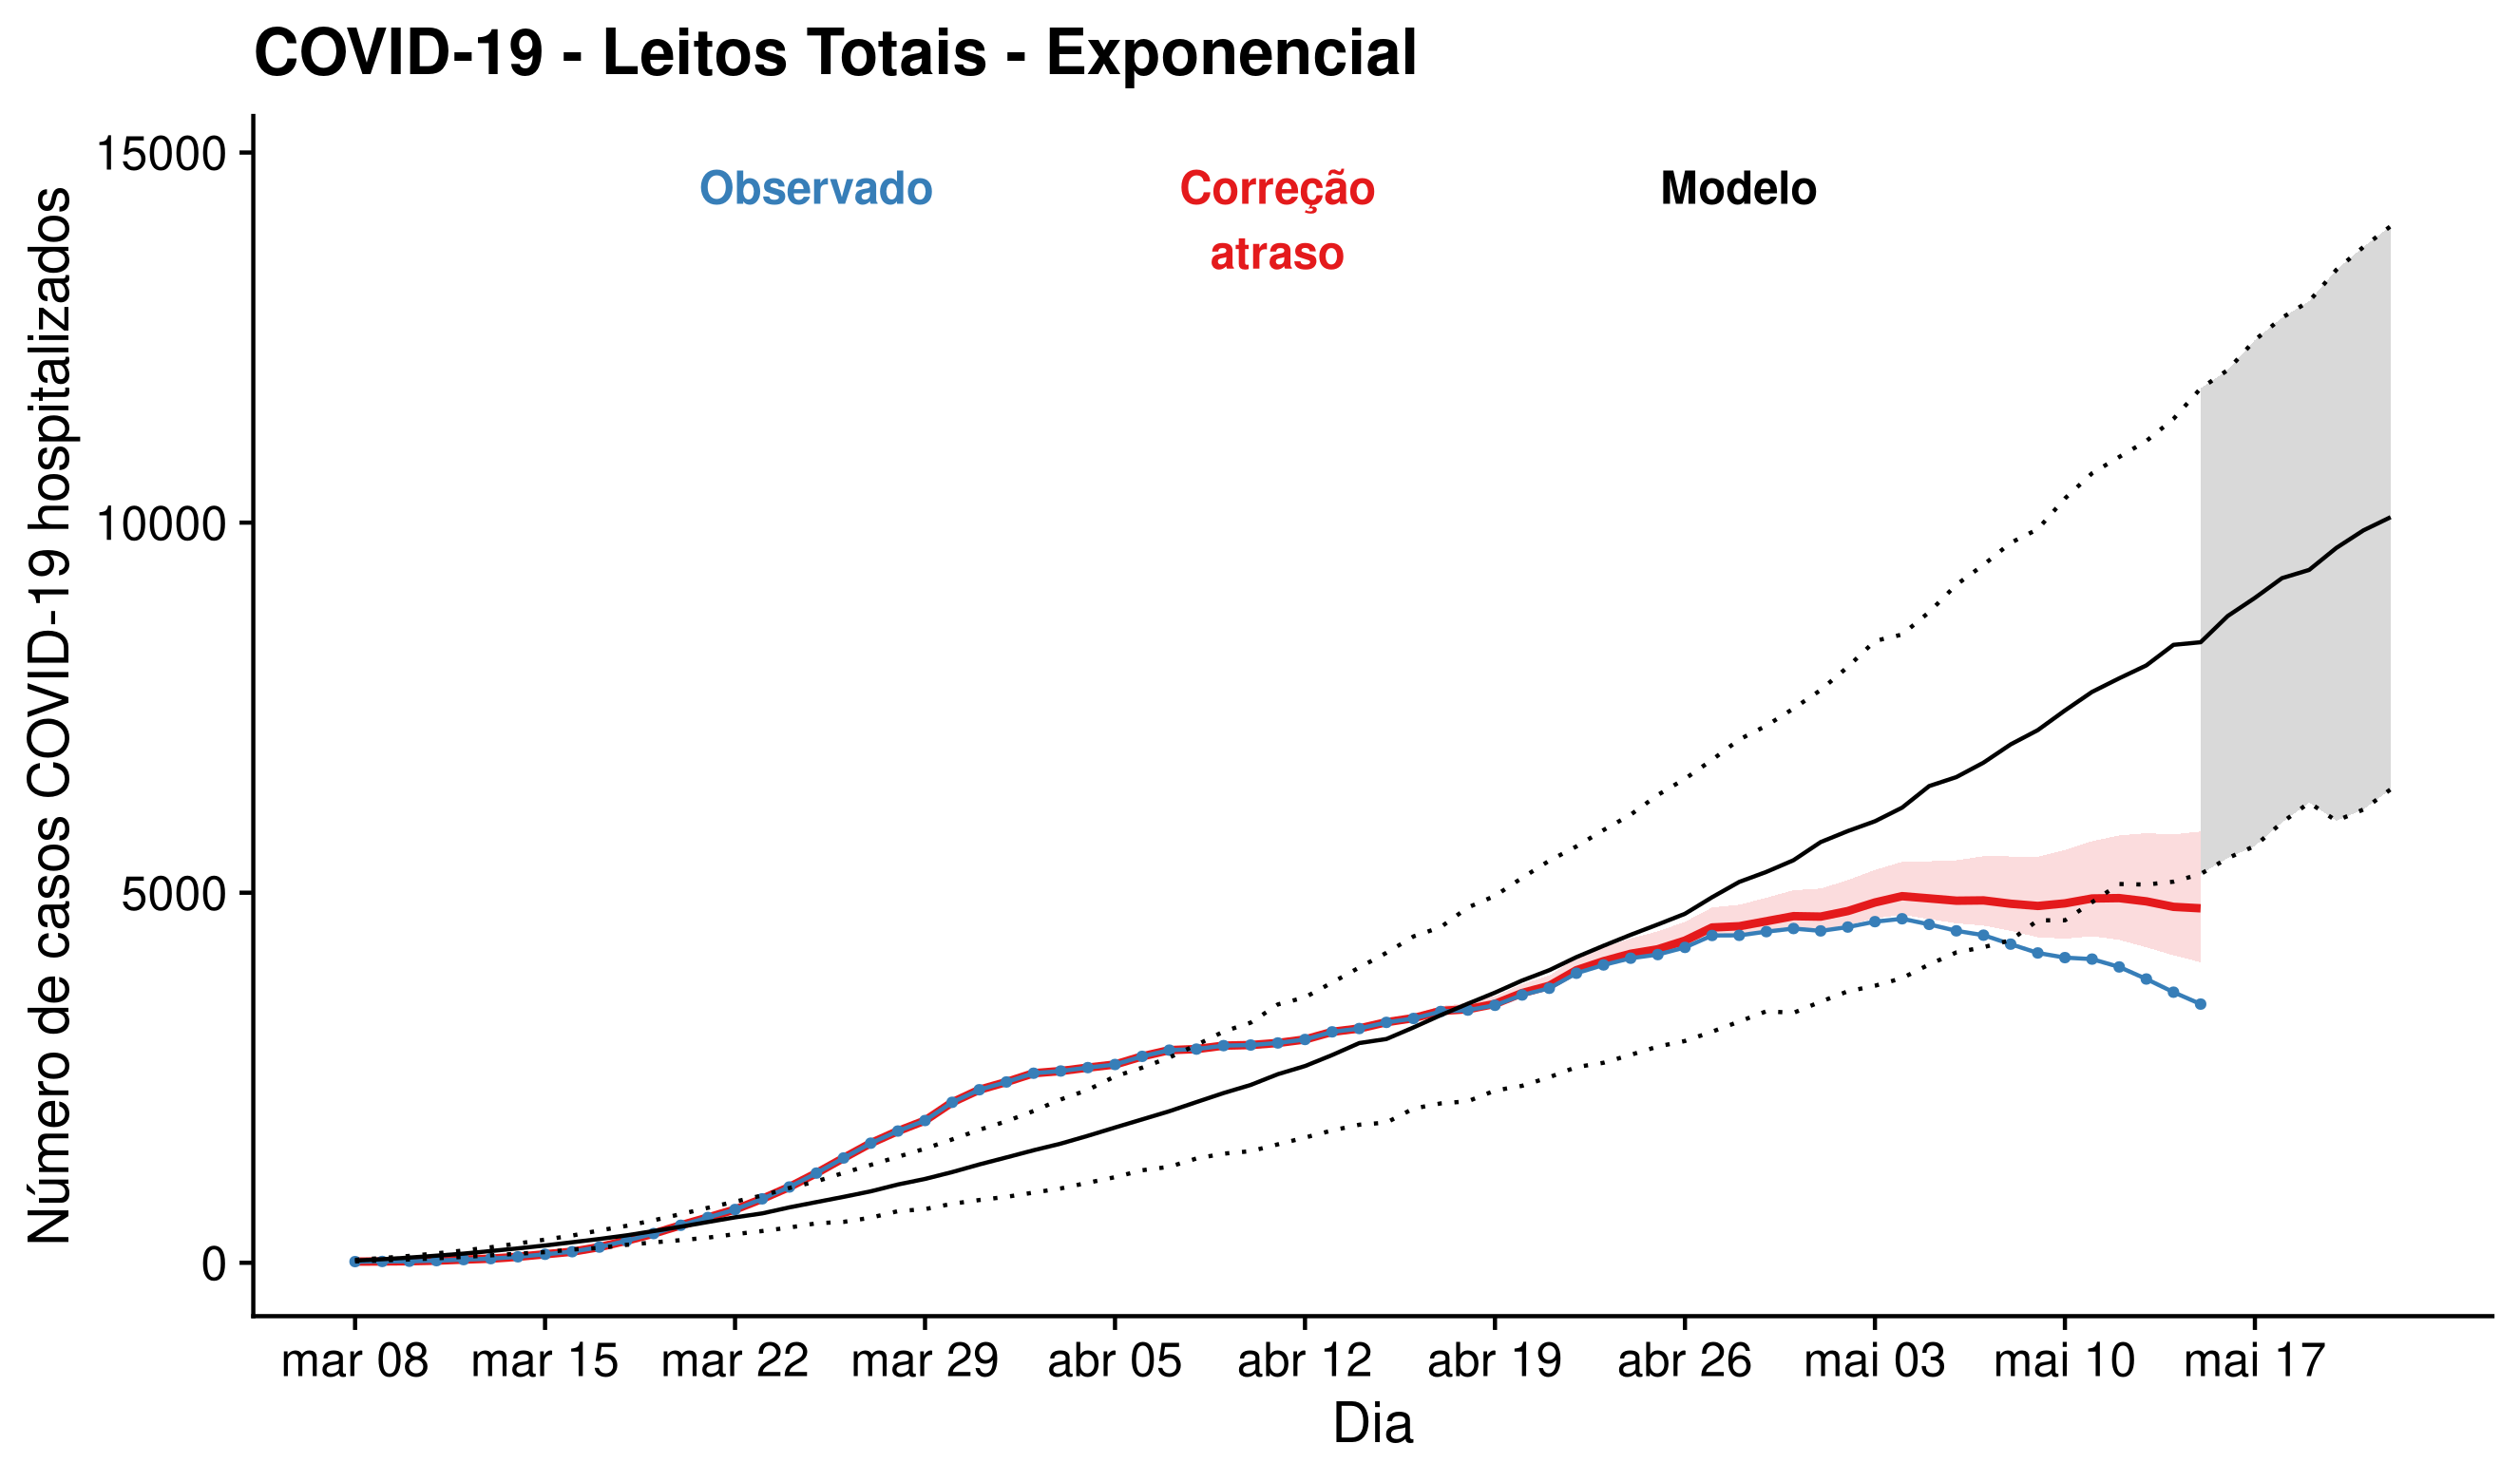 COVID-19 - Leitos Totais - Exponencial
Número de casos COVID-19 hospitalizados
15000
10000
5000
0
Observado
Correção
atraso
Modelo
mar 08
mar 15
mar 22
mar 29
abr 05
abr 12
abr 19
abr 26
mai 03
mai 10
mai 17
Dia